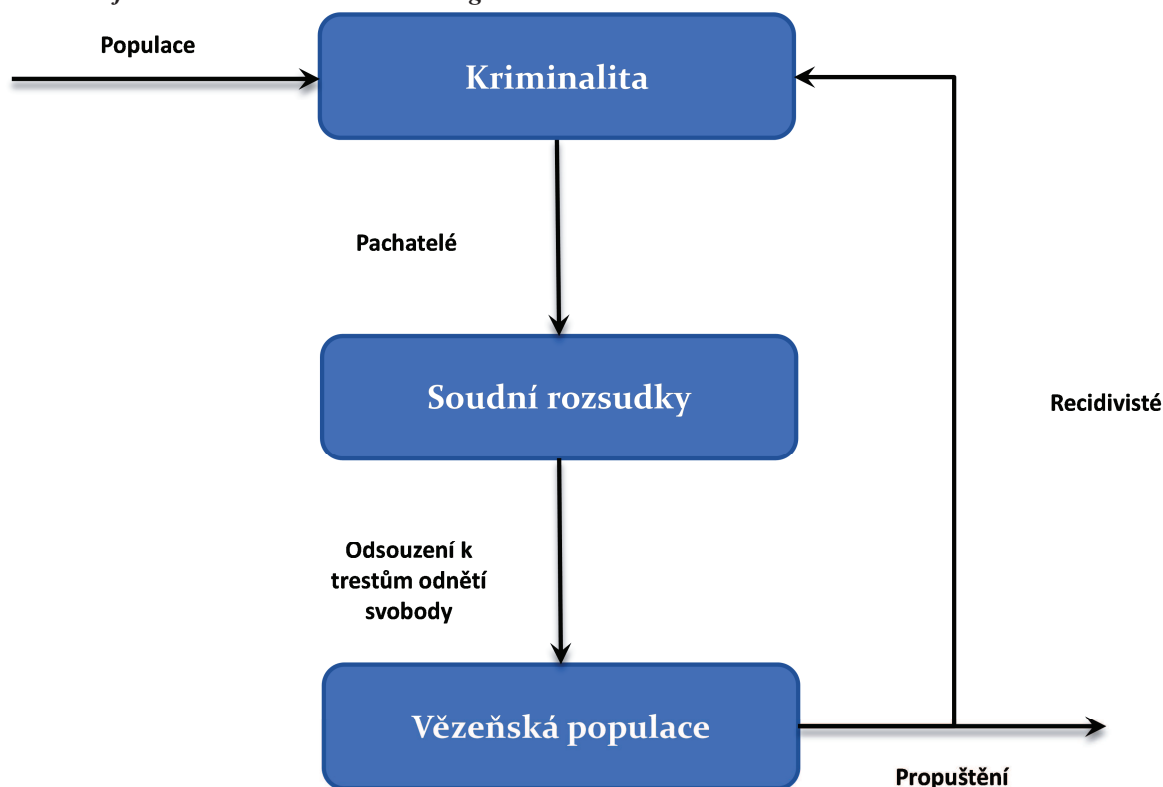 Populace
Kriminalita
Pachatelé
Soudní rozsudky
Recidivisté
Odsouzení k
trestům odnětí
svobody
Vězeňská populace
Propuštění